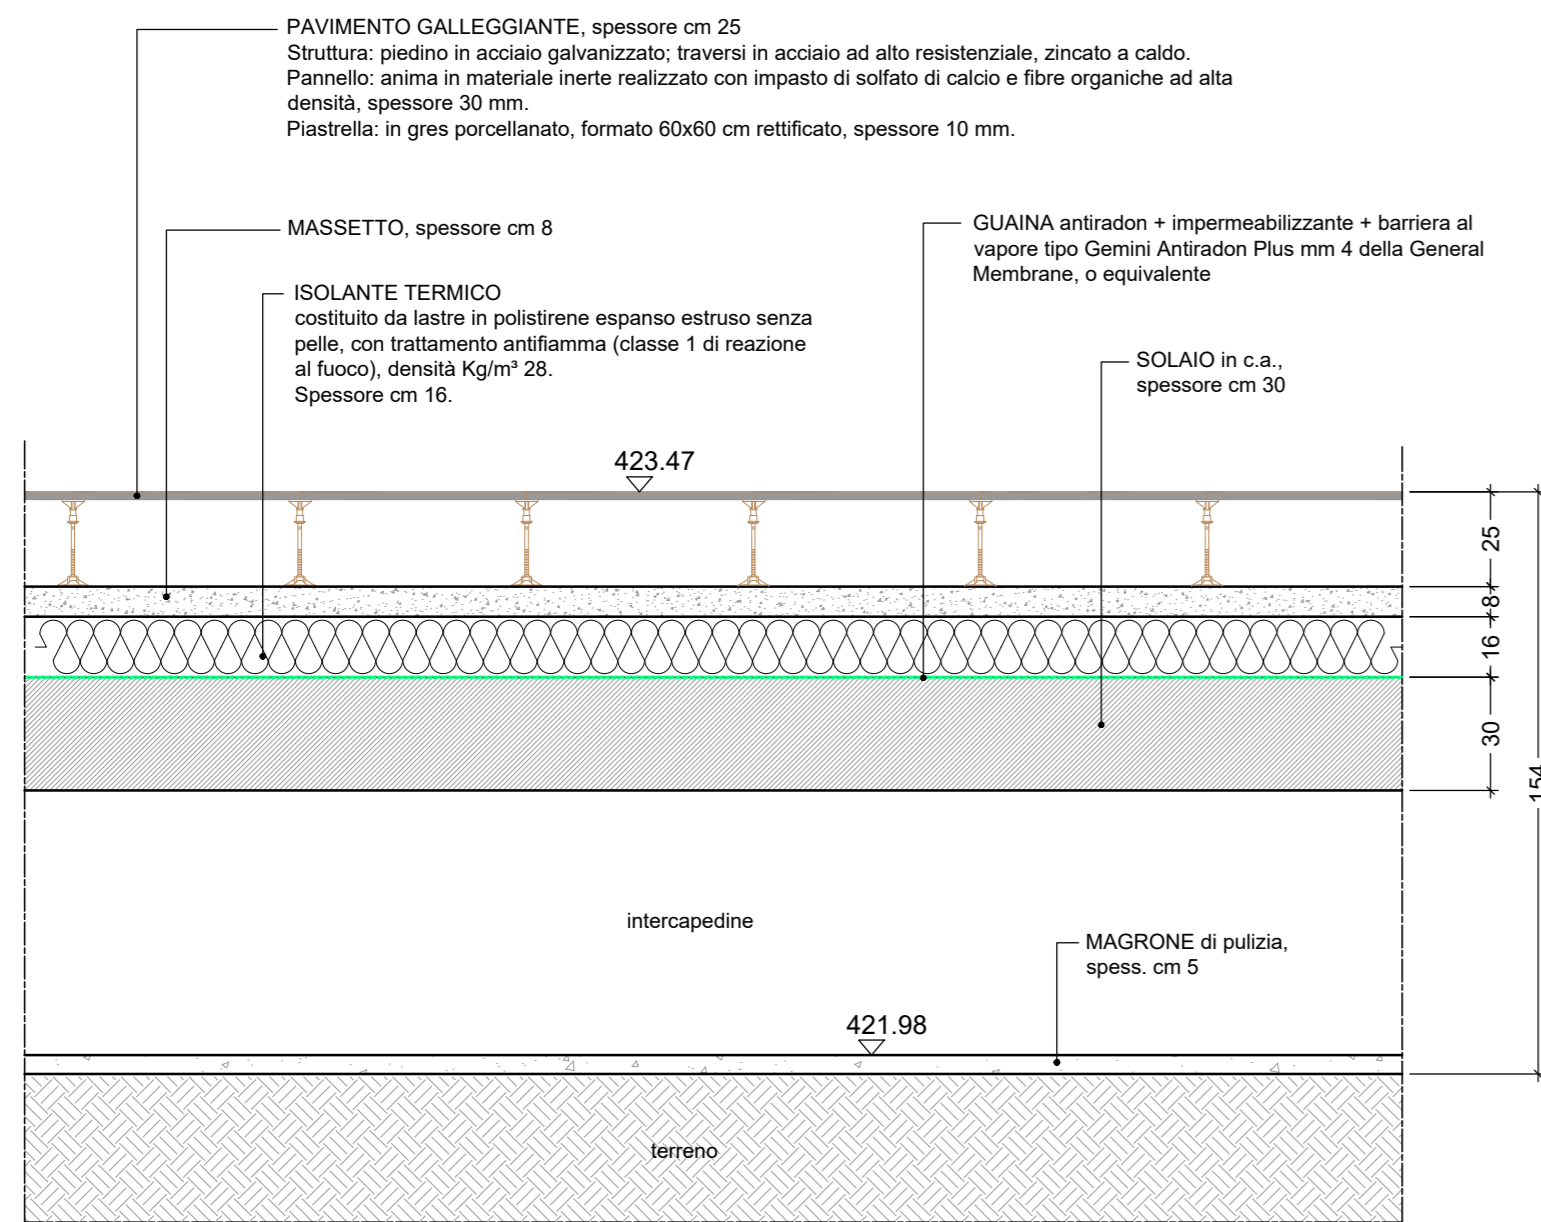 PAVIMENTO GALLEGGIANTE, spessore cm 25
Struttura: piedino in acciaio galvanizzato; traversi in acciaio ad alto resistenziale, zincato a caldo.
Pannello: anima in materiale inerte realizzato con impasto di solfato di calcio e fibre organiche ad alta
densità, spessore 30 mm.
Piastrella: in gres porcellanato, formato 60x60 cm rettificato, spessore 10 mm.
MASSETTO, spessore cm 8
GUAINA antiradon + impermeabilizzante + barriera al
vapore tipo Gemini Antiradon Plus mm 4 della General
Membrane, o equivalente
ISOLANTE TERMICO
costituito da lastre in polistirene espanso estruso senza
pelle, con trattamento antifiamma (classe 1 di reazione
al fuoco), densità Kg/m³ 28.
Spessore cm 16.
SOLAIO in c.a.,
spessore cm 30
423.47
25
8
16
30
154
intercapedine
MAGRONE di pulizia,
spess. cm 5
421.98
terreno